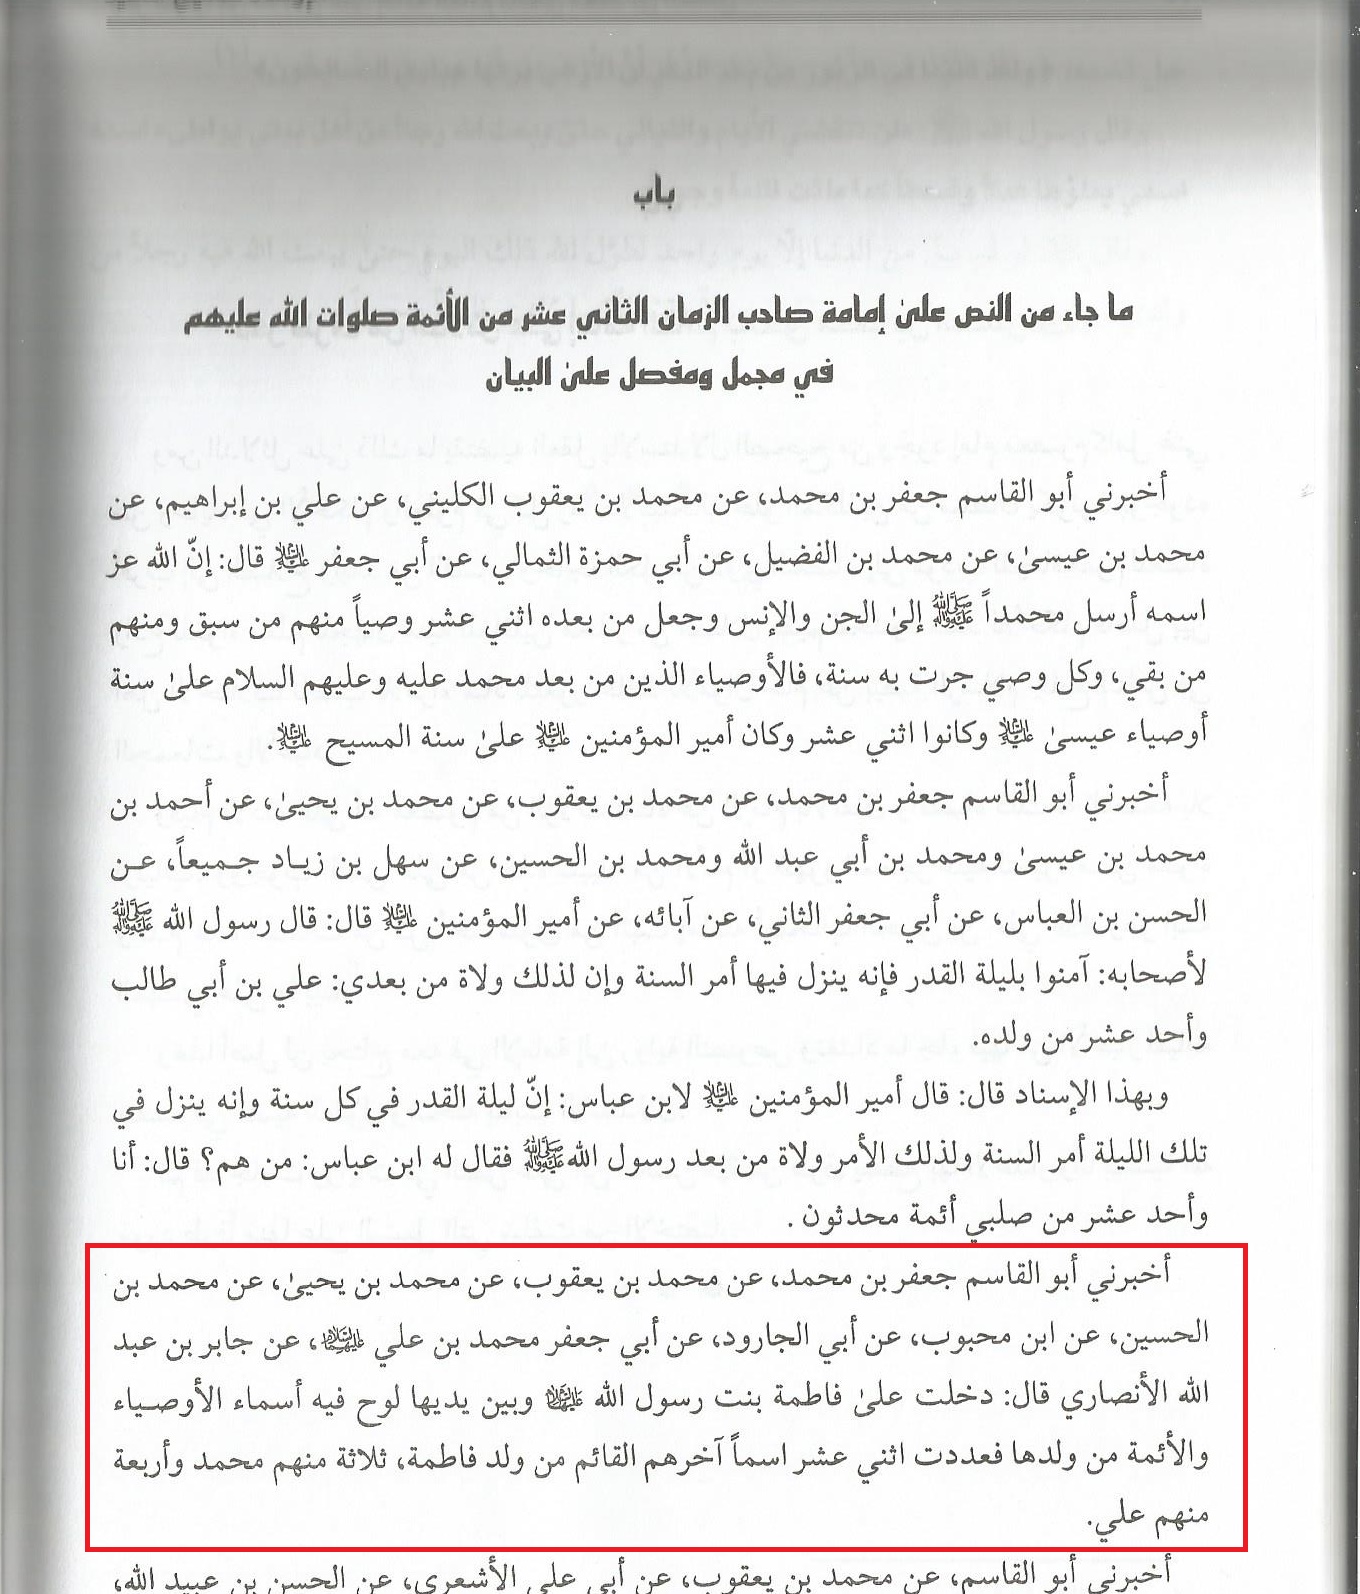 باب
ما جاء من النص علىٰ إمامة صاحب الزمان الثاني عشر من الأئمة صلوات الله عليهم
في مجمل ومفصل علىٰ البيان
أخبرني أبو القاسم جعفر بن محمد، عن محمد بن يعقوب الكليني، عن علي بن إبراهيم، عن
محمد بن عيسىٰ، عن محمد بن الفضيل، عن أبي حمزة الثمالي، عن أبي جعفر عليه السلام قال: إنّ الله عز
اسمه أرسل محمداً ﷺ إلىٰ الجن والإنس وجعل من بعده اثني عشر وصياً منهم من سبق ومنهم
من بقي، وكل وصي جرت به سنة، فالأوصياء الذين من بعد محمد عليه وعليهم السلام علىٰ سنة
أوصياء عيسىٰ عليه السلام وكانوا اثني عشر وكان أمير المؤمنين عليه السلام علىٰ سنة المسيح عليه السلام.
أخبرني أبو القاسم جعفر بن محمد، عن محمد بن يعقوب، عن محمد بن يحيىٰ، عن أحمد بن
محمد بن عيسىٰ ومحمد بن أبي عبد الله ومحمد بن الحسين، عن سهل بن زياد جميعاً، عن
الحسن بن العباس، عن أبي جعفر الثاني، عن آبائه، عن أمير المؤمنين عليه السلام قال: قال رسول الله ﷺ
لأصحابه: آمنوا بليلة القدر فإنه ينزل فيها أمر السنة وإن لذلك ولاة من بعدي: علي بن أبي طالب
وأحد عشر من ولده.
وبهذا الإسناد قال: قال أمير المؤمنين عليه السلام لابن عباس: إنّ ليلة القدر في كل سنة وإنه ينزل في
تلك الليلة أمر السنة ولذلك الأمر ولاة من بعد رسول الله ﷺ فقال له ابن عباس: من هم؟ قال: أنا
وأحد عشر من صلبي أئمة محدثون .
أخبرني أبو القاسم جعفر بن محمد، عن محمد بن يعقوب، عن محمد بن يحيىٰ، عن محمد بن
الحسين، عن ابن محبوب، عن أبي الجارود، عن أبي جعفر محمد بن علي عليهما السلام، عن جابر بن عبد
الله الأنصاري قال: دخلت علىٰ فاطمة بنت رسول الله عليهما السلام وبين يديها لوح فيه أسماء الأوصياء
والأئمة من ولدها فعددت اثني عشر اسماً آخرهم القائم من ولد فاطمة، ثلاثة منهم محمد وأربعة
منهم علي.
أخبرني أبو القاسم، عن محمد بن يعقوب، عن أبي علي الأشعري، عن الحسن بن عبيد الله،